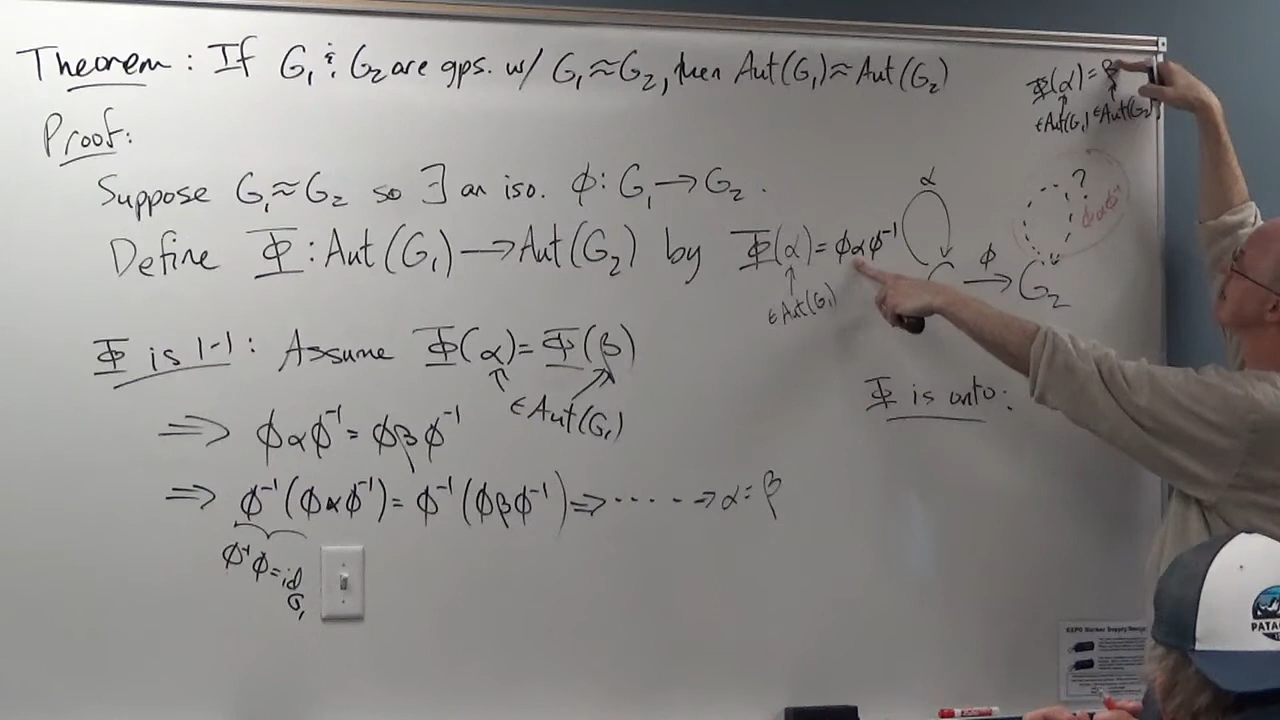 Theorem: If G₁ & G₂ are gps. w/ G₁≈G₂, then Aut(G₁)≈Aut(G₂)
Φ(α)=β
∈Aut(G₁) ∈Aut(G₂)
Proof:
Suppose G₁≈G₂ so ∃ an iso. ϕ: G₁→G₂.
α
?
ϕαϕ⁻¹
Define Φ: Aut(G₁)→Aut(G₂) by Φ(α)=ϕαϕ⁻¹
∈Aut(G₁)
G ϕ→ G₂
Φ is 1-1: Assume Φ(α)=Φ(β)
∈Aut(G₁)
Φ is onto:
⇒ ϕαϕ⁻¹=ϕβϕ⁻¹
⇒ ϕ⁻¹(ϕαϕ⁻¹)=ϕ⁻¹(ϕβϕ⁻¹)⇒·····⇒α=β
ϕ⁻¹ϕ=id
G₁
EXPO
PATA